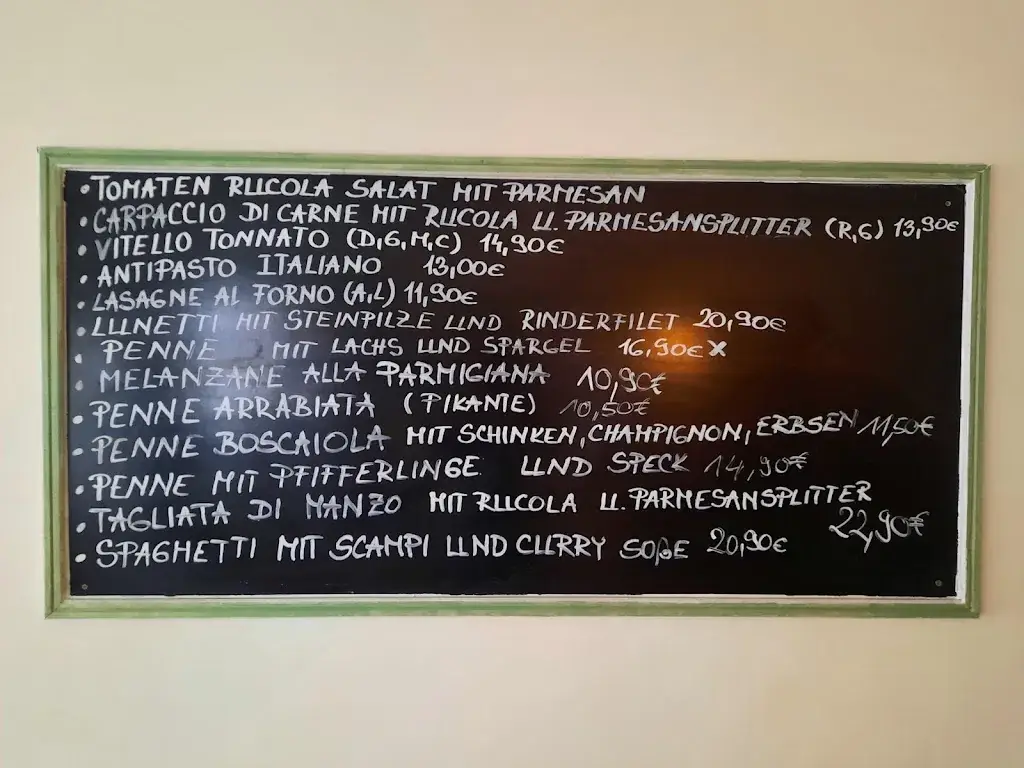 • TOMATEN RUCOLA SALAT MIT PARMESAN
• CARPACCIO DI CARNE MIT RUCOLA U. PARMESANSPLITTER (R,G) 13,90€
• VITELLO TONNATO (D,G,M,C) 14,90€
• ANTIPASTO ITALIANO 13,00€
• LASAGNE AL FORNO (A,L) 11,90€
• LUNETTI MIT STEINPILZE UND RINDERFILET 20,90€
• PENNE MIT LACHS UND SPARGEL 16,90€ X
• MELANZANE ALLA PARMIGIANA 10,90€
• PENNE ARRABIATA (PIKANTE) 10,50€
• PENNE BOSCAIOLA MIT SCHINKEN, CHAMPIGNON, ERBSEN 11,50€
• PENNE MIT PFIFFERLINGE UND SPECK 14,90€
• TAGLIATA DI MANZO MIT RUCOLA U. PARMESANSPLITTER
22,90€
• SPAGHETTI MIT SCAMPI UND CURRY SOßE 20,90€